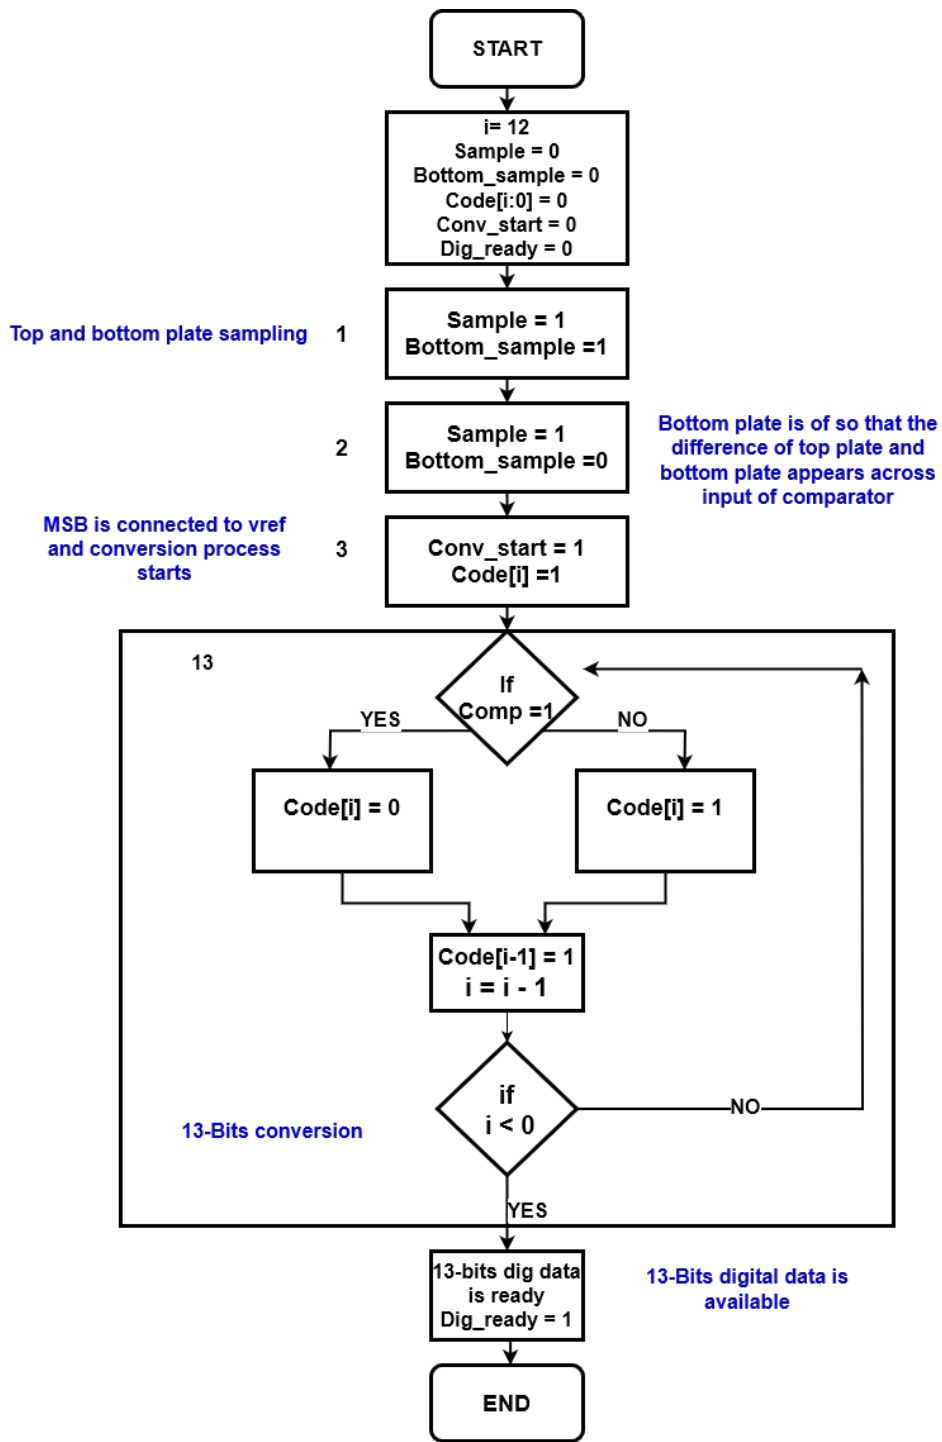 START
i= 12
Sample = 0
Bottom_sample = 0
Code[i:0] = 0
Conv_start = 0
Dig_ready = 0
Top and bottom plate sampling
1
Sample = 1
Bottom_sample =1
2
Sample = 1
Bottom_sample =0
Bottom plate is of so that the
difference of top plate and
bottom plate appears across
input of comparator
MSB is connected to vref
and conversion process
starts
3
Conv_start = 1
Code[i] =1
13
If
Comp =1
YES
NO
Code[i] = 0
Code[i] = 1
Code[i-1] = 1
i = i - 1
if
i < 0
NO
13-Bits conversion
YES
13-bits dig data
is ready
Dig_ready = 1
13-Bits digital data is
available
END